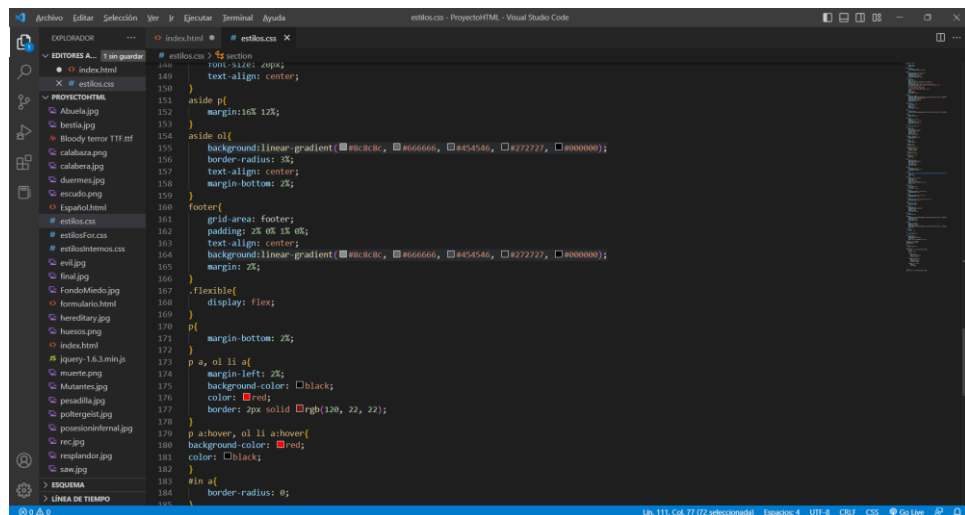 Archivo Editar Selección Ver Ir Ejecutar Terminal Ayuda
estilos.css - ProyectoHTML - Visual Studio Code
EXPLORADOR
EDITORES A... 1 sin guardar
index.html
estilos.css
PROYECTOHTML
Abuela.jpg
bestia.jpg
Bloody terror TTF.ttf
calabaza.png
calabera.jpg
duermes.jpg
escudo.png
Español.html
estilos.css
estilosFor.css
estilosInternos.css
evil.jpg
final.jpg
FondoMiedo.jpg
formulario.html
hereditary.jpg
huesos.png
index.html
jquery-1.6.3.min.js
muerte.png
Mutantes.jpg
pesadilla.jpg
poltergeist.jpg
posesioninfernal.jpg
rec.jpg
resplandor.jpg
saw.jpg
ESQUEMA
LÍNEA DE TIEMPO
index.html
# estilos.css
# estilos.css > section
148 font-size: 20px;
149 text-align: center;
150 }
151 aside p{
152 margin:16% 12%;
153 }
154 aside ol{
155 background:linear-gradient(#8c8c8c, #666666, #454546, #272727, #000000);
156 border-radius: 3%;
157 text-align: center;
158 margin-bottom: 2%;
159 }
160 footer{
161 grid-area: footer;
162 padding: 2% 0% 1% 0%;
163 text-align: center;
164 background:linear-gradient(#8c8c8c, #666666, #454546, #272727, #000000);
165 margin: 2%;
166 }
167 .flexible{
168 display: flex;
169 }
170 p{
171 margin-bottom: 2%;
172 }
173 p a, ol li a{
174 margin-left: 2%;
175 background-color: black;
176 color: red;
177 border: 2px solid rgb(120, 22, 22);
178 }
179 p a:hover, ol li a:hover{
180 background-color: red;
181 color: black;
182 }
183 #in a{
184 border-radius: 0;
185 }
0 0
Lín. 111, Col. 77 (72 seleccionada) Espacios: 4 UTF-8 CRLF CSS Go Live